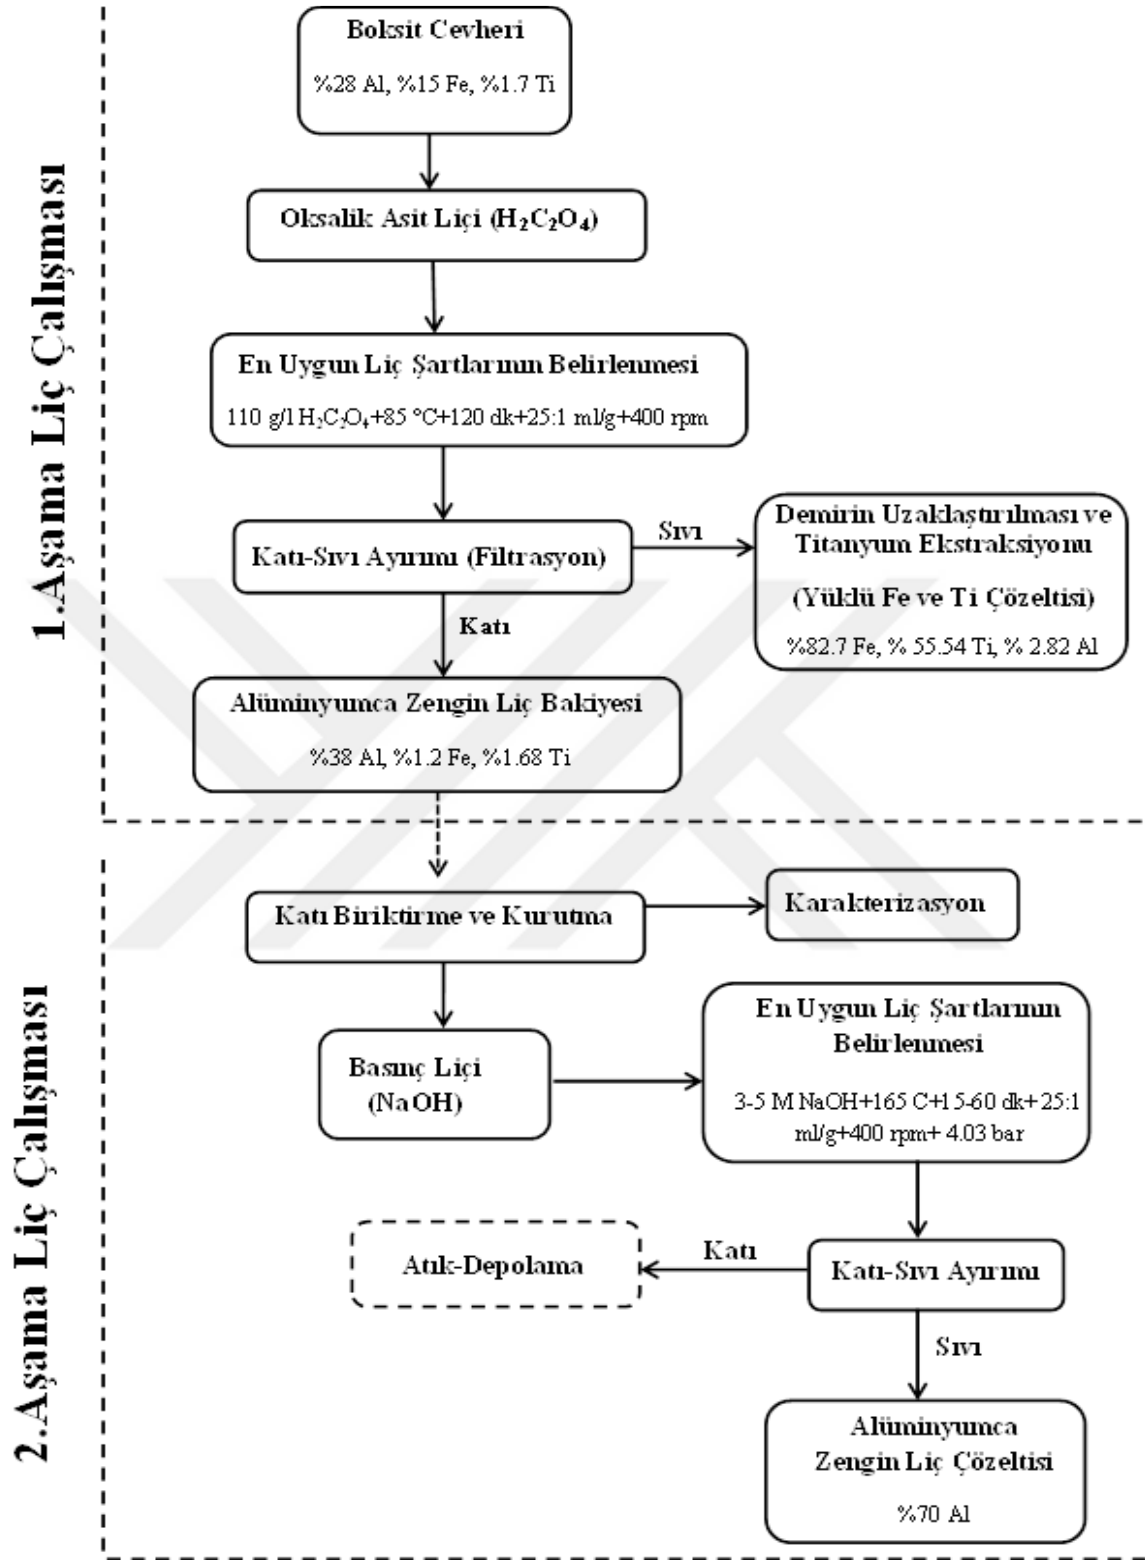 1.Aşama Liç Çalışması
Boksit Cevheri
%28 Al, %15 Fe, %1.7 Ti
Oksalik Asit Liçi (H₂C₂O₄)
En Uygun Liç Şartlarının Belirlenmesi
110 g/l H₂C₂O₄+85 °C+120 dk+25:1 ml/g+400 rpm
Katı-Sıvı Ayırımı (Filtrasyon)
Sıvı
Demirin Uzaklaştırılması ve
Titanyum Ekstraksiyonu
(Yüklü Fe ve Ti Çözeltisi)
%82.7 Fe, % 55.54 Ti, % 2.82 Al
Katı
Alüminyumca Zengin Liç Bakiyesi
%38 Al, %1.2 Fe, %1.68 Ti
2.Aşama Liç Çalışması
Katı Biriktirme ve Kurutma
Karakterizasyon
Basınç Liçi
(NaOH)
En Uygun Liç Şartlarının
Belirlenmesi
3-5 M NaOH+165 C+15-60 dk+25:1
ml/g+400 rpm+ 4.03 bar
Katı-Sıvı Ayırımı
Katı
Atık-Depolama
Sıvı
Alüminyumca
Zengin Liç Çözeltisi
%70 Al